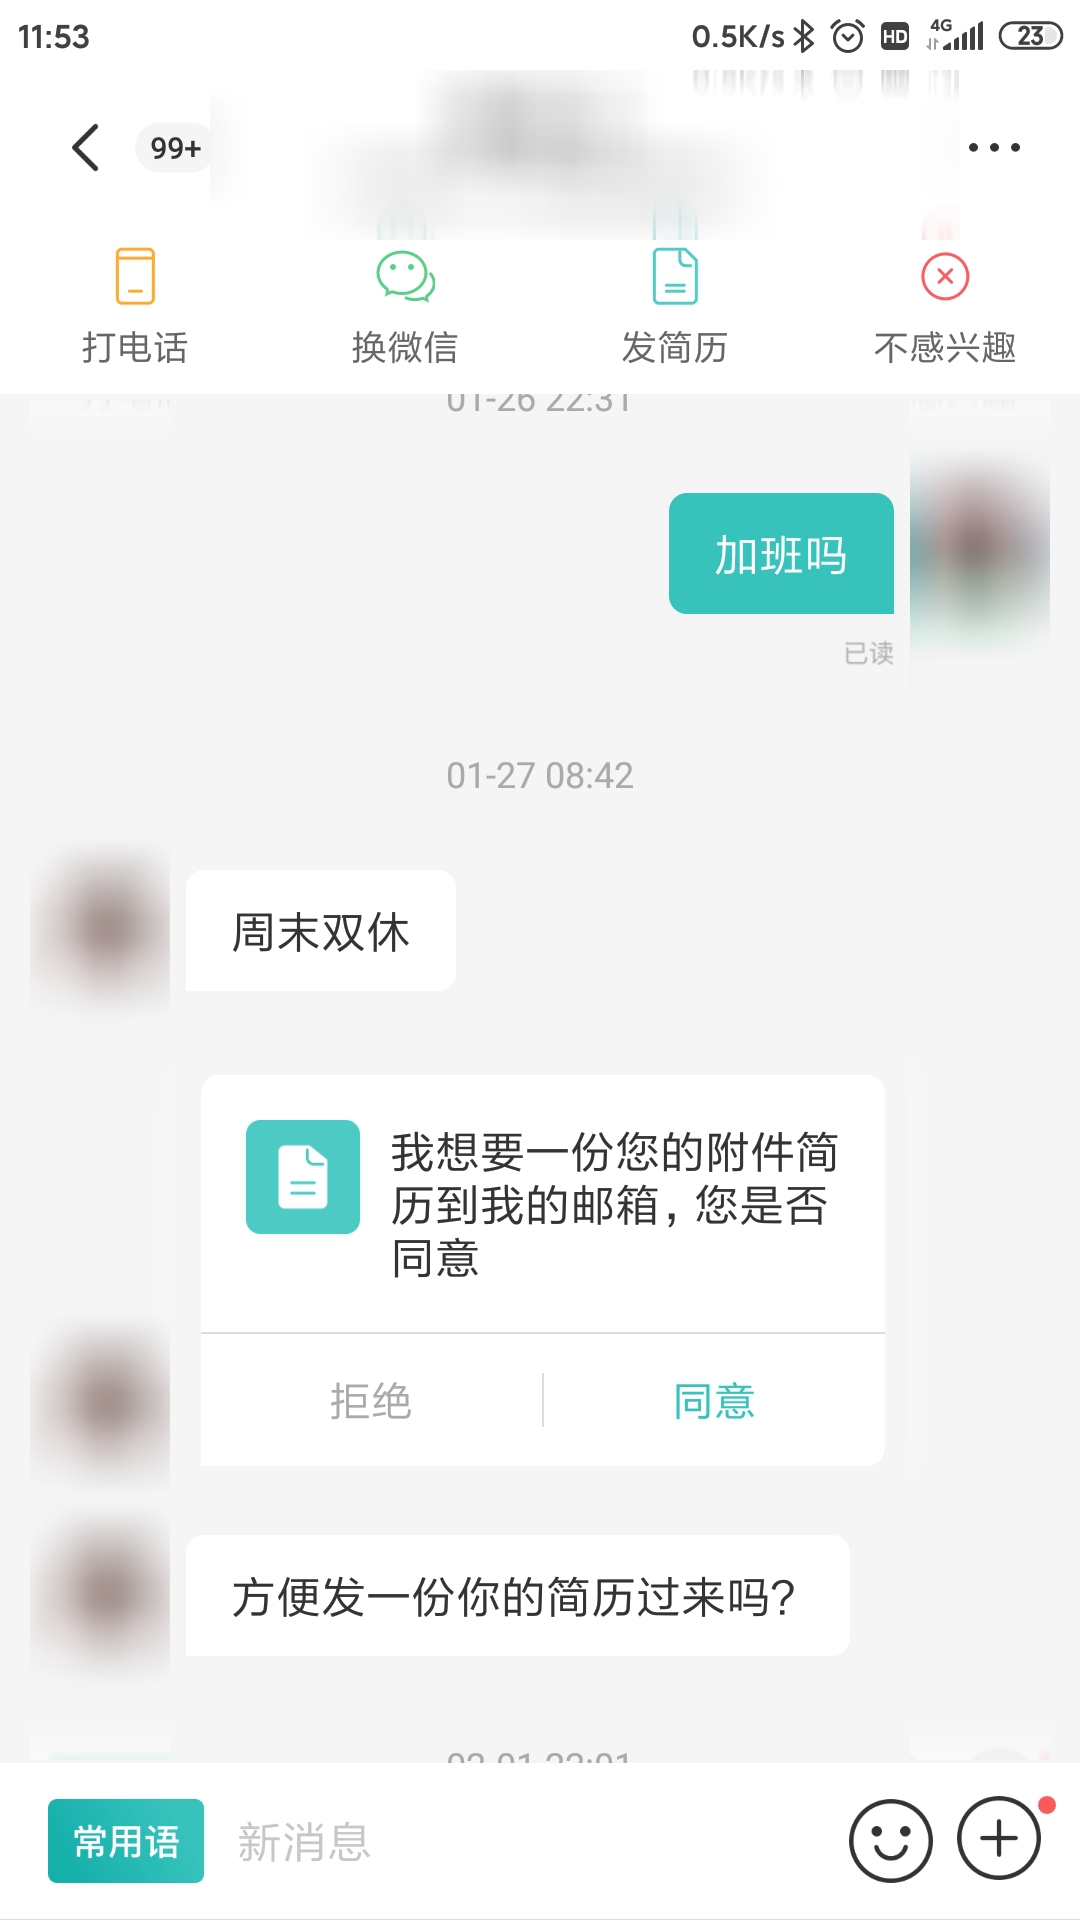 11:53 0.5K/s HD 4G 23
99+
打电话 换微信 发简历 不感兴趣
01-26 22:31
加班吗
已读
01-27 08:42
周末双休
我想要一份您的附件简
历到我的邮箱，您是否
同意
拒绝 同意
方便发一份你的简历过来吗？
常用语 新消息